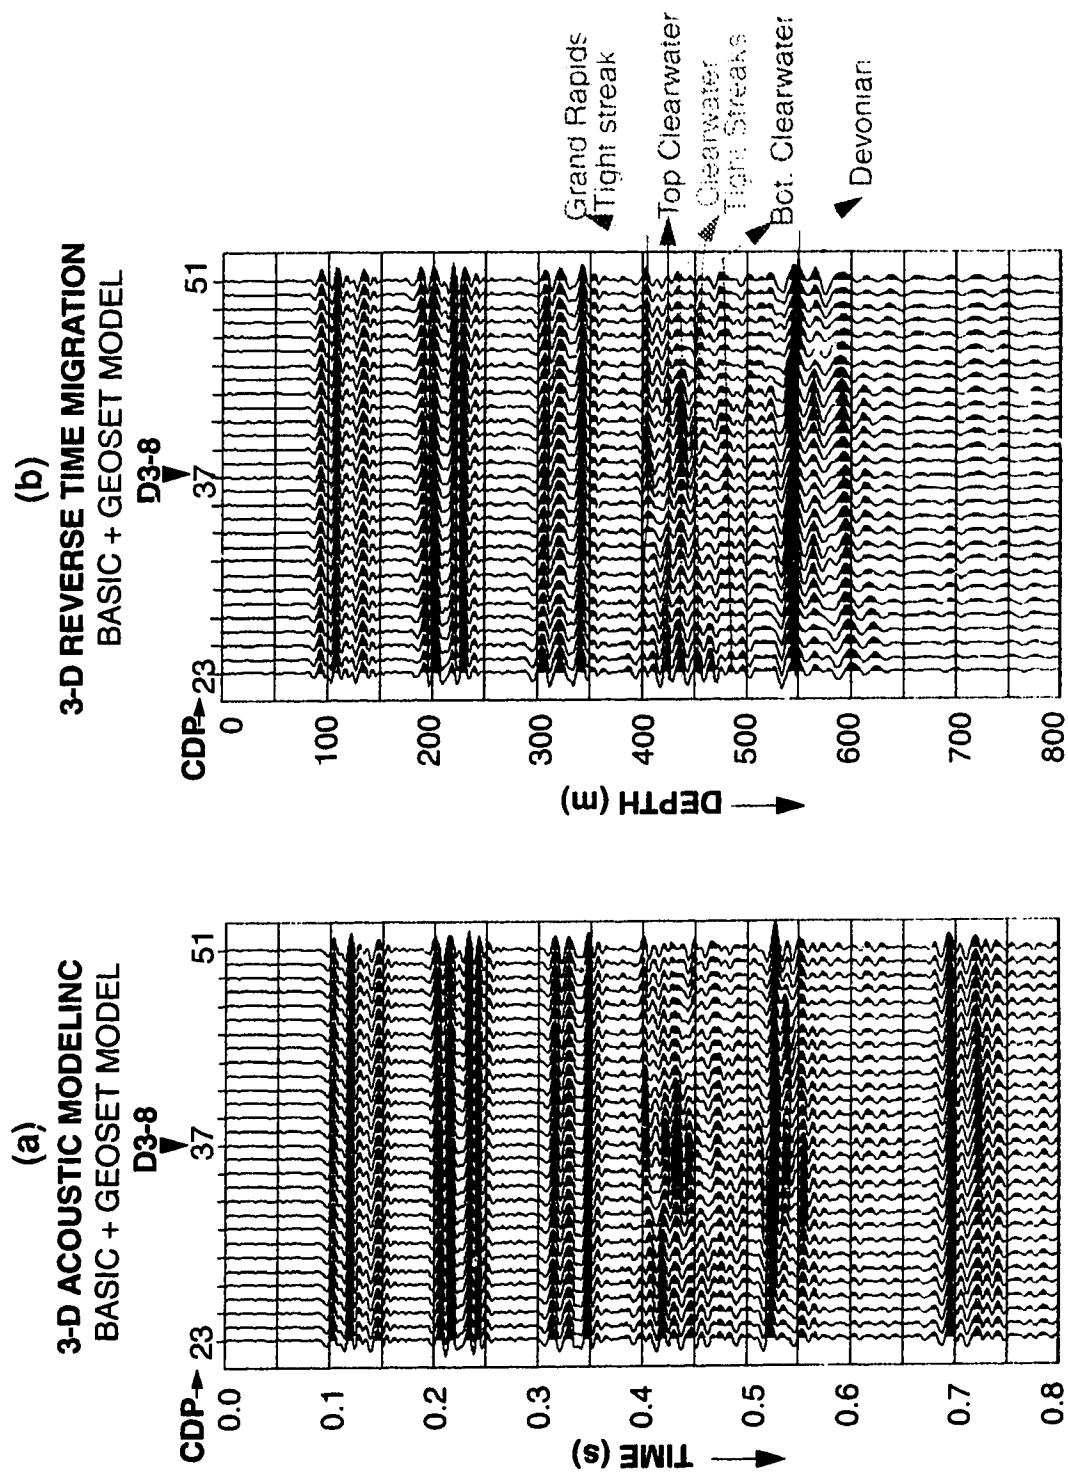 (a)
3-D ACOUSTIC MODELINC
BASIC + GEOSET MODEL
D3-8
CDP
23
37
51
0.0
0.1
0.2
0.3
0.4
0.5
0.6
0.7
0.8
TIME (s)
(b)
3-D REVERSE TIME MIGRATION
BASIC + GEOSET MODEL
D3-8
CDP
23
37
51
0
100
200
300
400
500
600
700
800
DEPTH (m)
Grand Rapids
Tight streak
Top Clearwater
Clearwater
Tight Streaks
Bot. Clearwater
Devonian